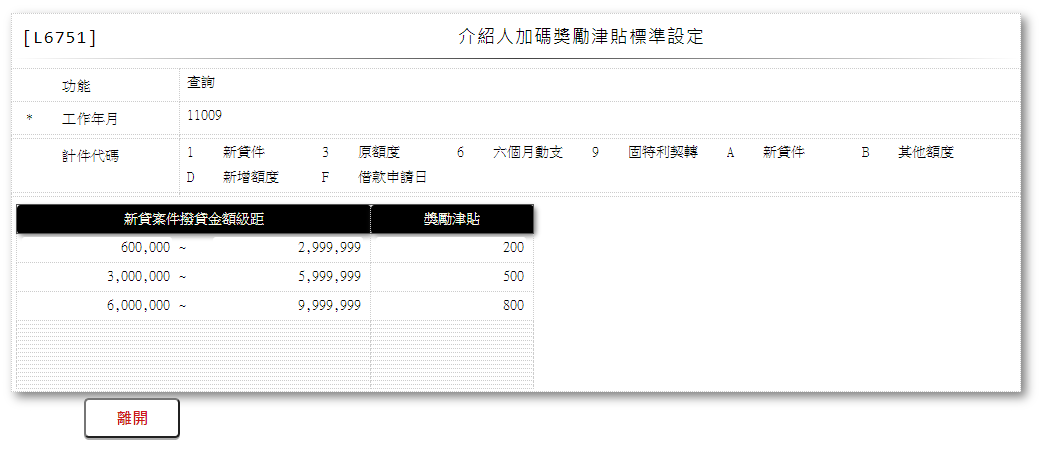 [L6751] 介紹人加碼獎勵津貼標準設定
功能 查詢
* 工作年月 11009
計件代碼 1 新貸件 3 原額度 6 六個月動支 9 固特利契轉 A 新貸件 B 其他額度
D 新增額度 F 借款申請日
新貸案件撥貸金額級距 獎勵津貼
600,000 ~ 2,999,999 200
3,000,000 ~ 5,999,999 500
6,000,000 ~ 9,999,999 800
離開